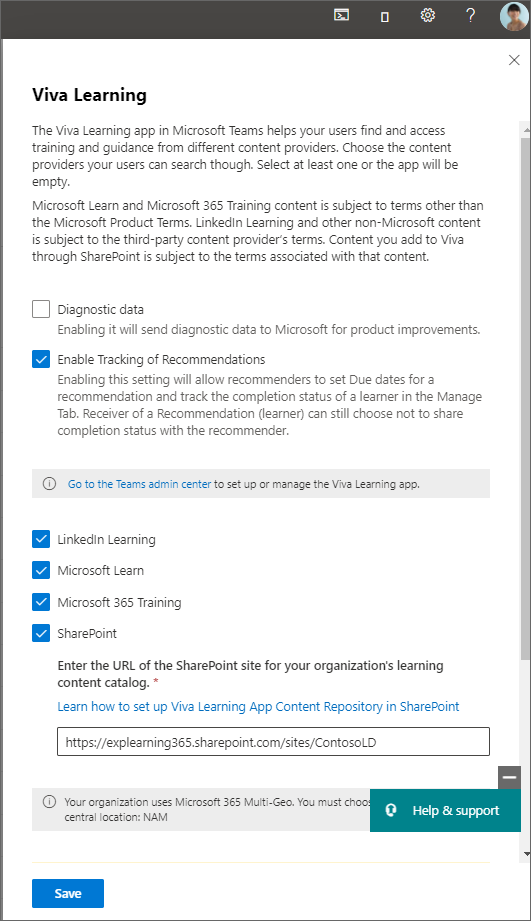 Viva Learning
The Viva Learning app in Microsoft Teams helps your users find and access
training and guidance from different content providers. Choose the content
providers your users can search though. Select at least one or the app will be
empty.
Microsoft Learn and Microsoft 365 Training content is subject to terms other than
the Microsoft Product Terms. LinkedIn Learning and other non-Microsoft content
is subject to the third-party content provider's terms. Content you add to Viva
through SharePoint is subject to the terms associated with that content.
Diagnostic data
Enabling it will send diagnostic data to Microsoft for product improvements.
Enable Tracking of Recommendations
Enabling this setting will allow recommenders to set Due dates for a
recommendation and track the completion status of a learner in the Manage
Tab. Receiver of a Recommendation (learner) can still choose not to share
completion status with the recommender.
Go to the Teams admin center to set up or manage the Viva Learning app.
LinkedIn Learning
Microsoft Learn
Microsoft 365 Training
SharePoint
Enter the URL of the SharePoint site for your organization's learning
content catalog. *
Learn how to set up Viva Learning App Content Repository in SharePoint
https://explearning365.sharepoint.com/sites/ContosoLD
Your organization uses Microsoft 365 Multi-Geo. You must choos
central location: NAM
Help & support
Save